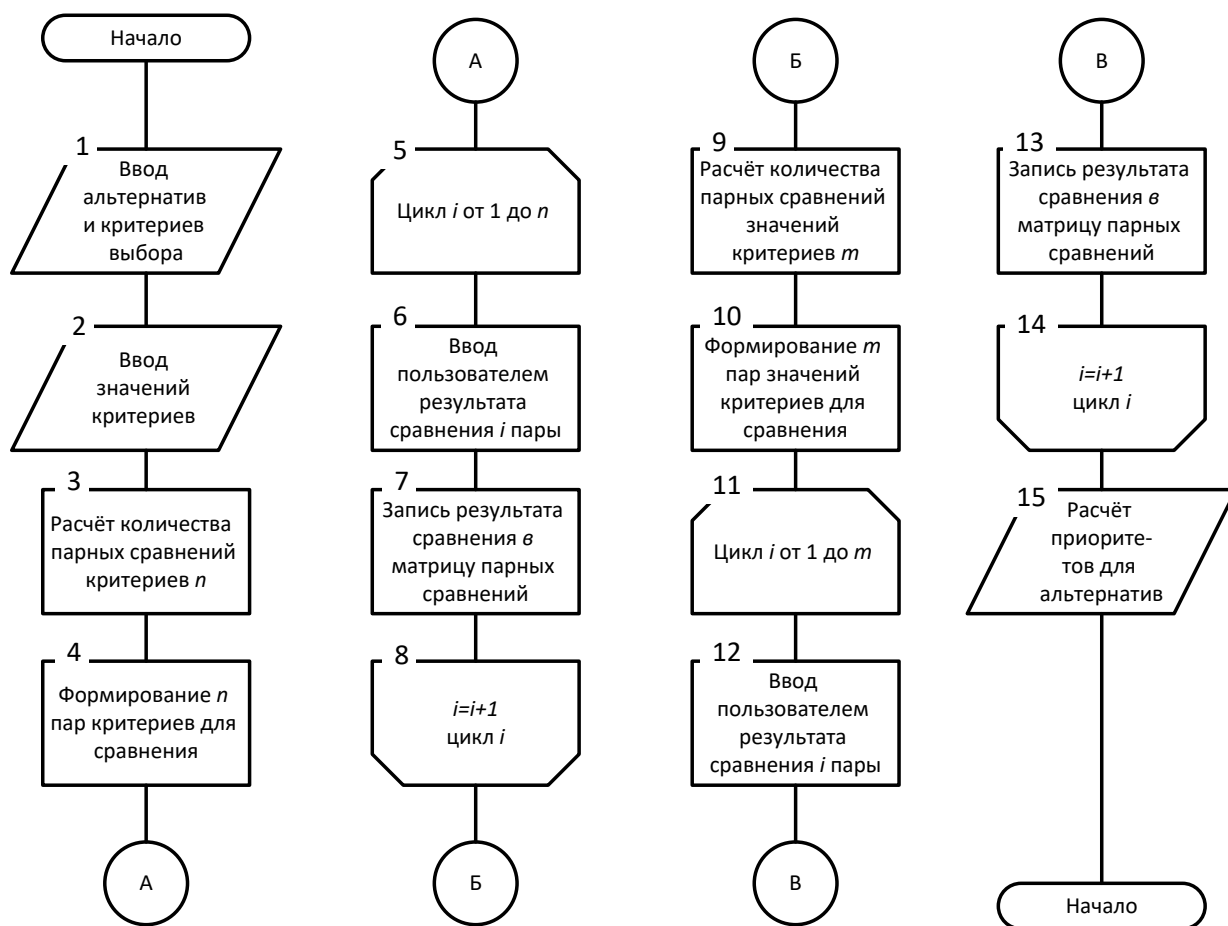 Начало
1
Ввод
альтернатив
и критериев
выбора
2
Ввод
значений
критериев
3
Расчёт количества
парных сравнений
критериев n
4
Формирование n
пар критериев для
сравнения
А
А
5
Цикл i от 1 до n
6
Ввод
пользователем
результата
сравнения i пары
7
Запись результата
сравнения в
матрицу парных
сравнений
8
i=i+1
цикл i
Б
Б
9
Расчёт количества
парных сравнений
значений
критериев m
10
Формирование m
пар значений
критериев для
сравнения
11
Цикл i от 1 до m
12
Ввод
пользователем
результата
сравнения i пары
В
В
13
Запись результата
сравнения в
матрицу парных
сравнений
14
i=i+1
цикл i
15
Расчёт
приорите-
тов для
альтернатив
Начало